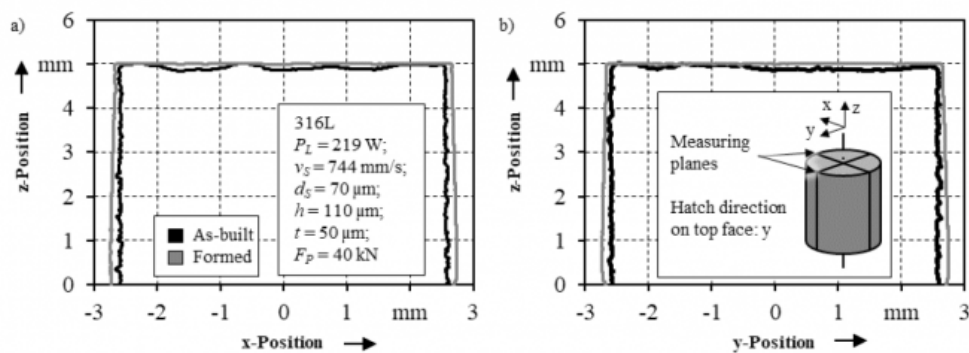 a)
6
mm
4
3
2
1
0
z-Position
316L
P_L = 219 W;
v_S = 744 mm/s;
d_S = 70 µm;
h = 110 µm;
t = 50 µm;
F_P = 40 kN
As-built
Formed
-3 -2 -1 0 1 mm 3
x-Position
b)
6
mm
4
3
2
1
0
z-Position
x
z
y
Measuring
planes
Hatch direction
on top face: y
-3 -2 -1 0 1 mm 3
y-Position